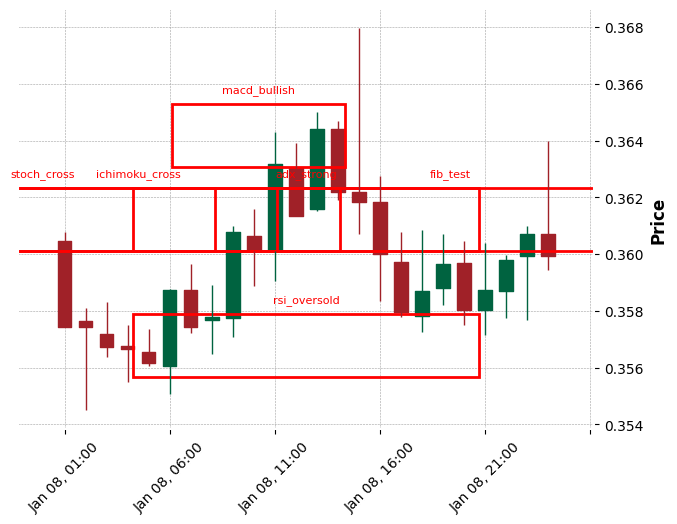 0.368
0.366
macd_bullish
0.364
stoch_cross ichimoku_cross fib_test
0.362
0.360
Price
rsi_oversold
0.358
0.356
0.354
Jan 08, 01:00
Jan 08, 06:00
Jan 08, 11:00
Jan 08, 16:00
Jan 08, 21:00